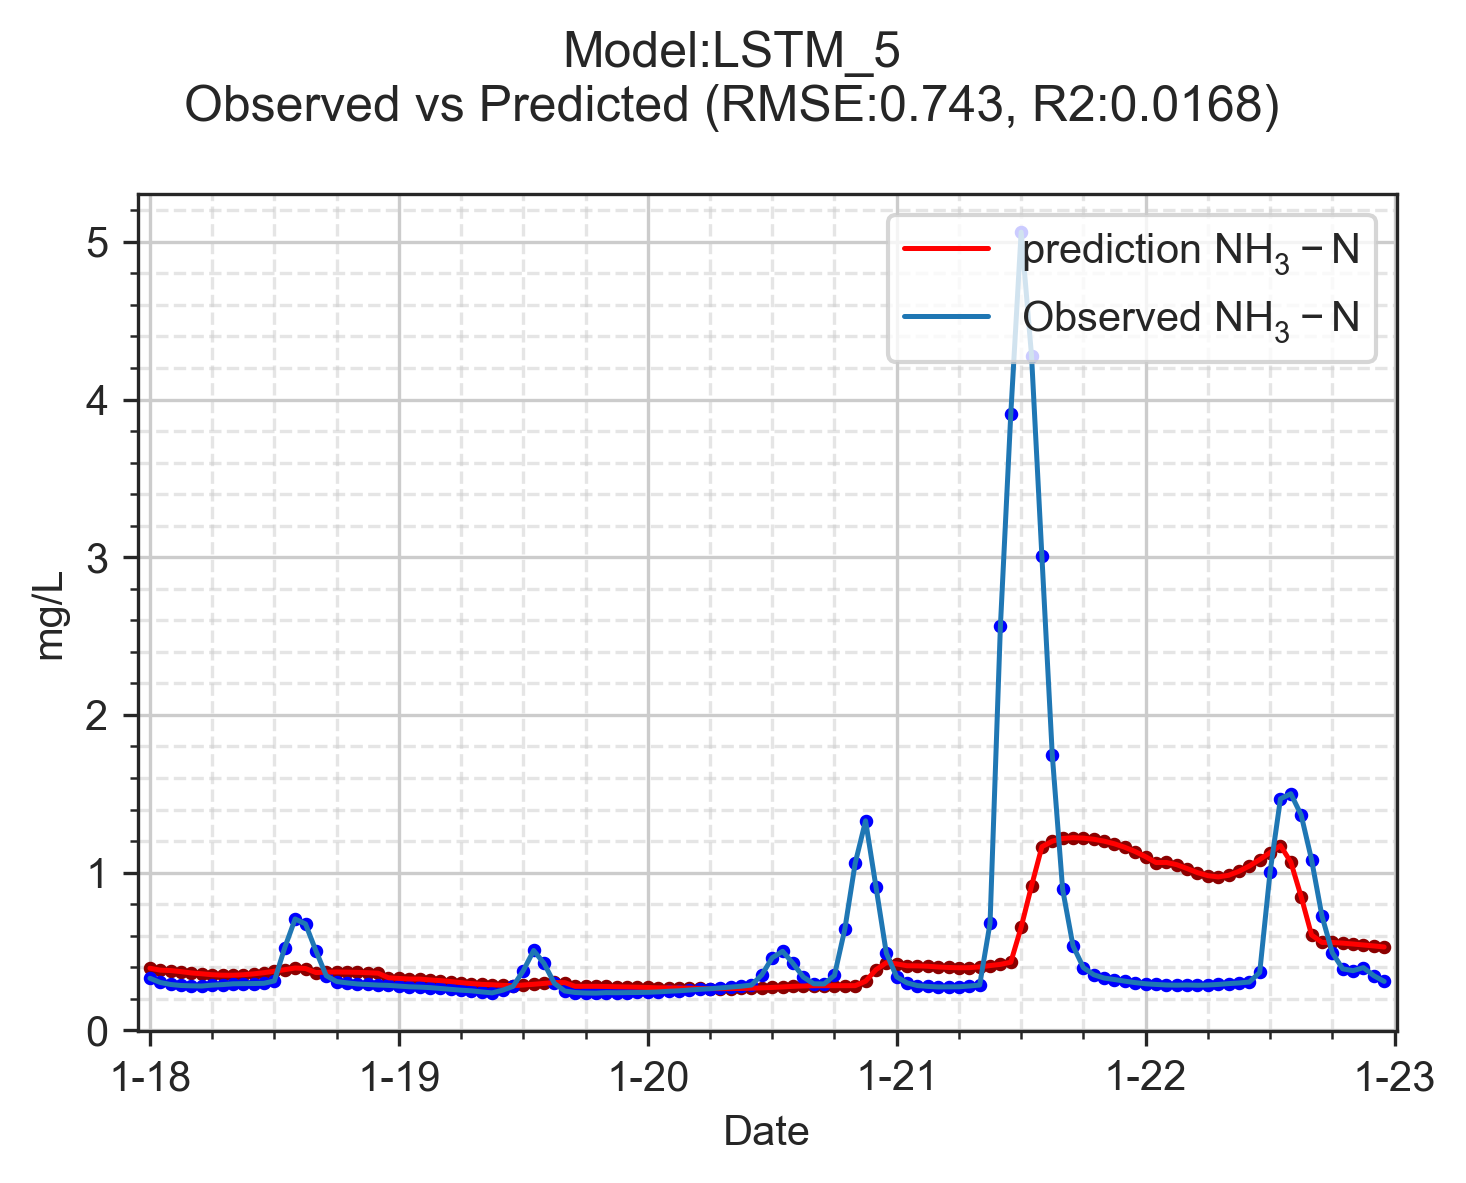 Model:LSTM_5
Observed vs Predicted (RMSE:0.743, R2:0.0168)
prediction NH₃ − N
Observed NH₃ − N
5
4
3
2
1
0
mg/L
1-18 1-19 1-20 1-21 1-22 1-23
Date